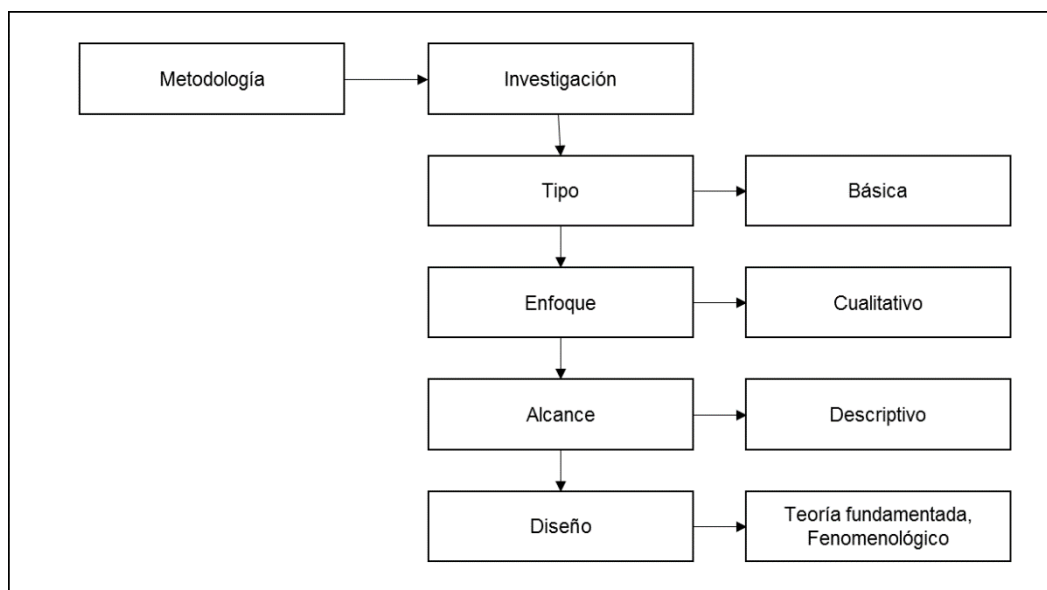 Metodología
Investigación
Tipo
Básica
Enfoque
Cualitativo
Alcance
Descriptivo
Diseño
Teoría fundamentada,
Fenomenológico